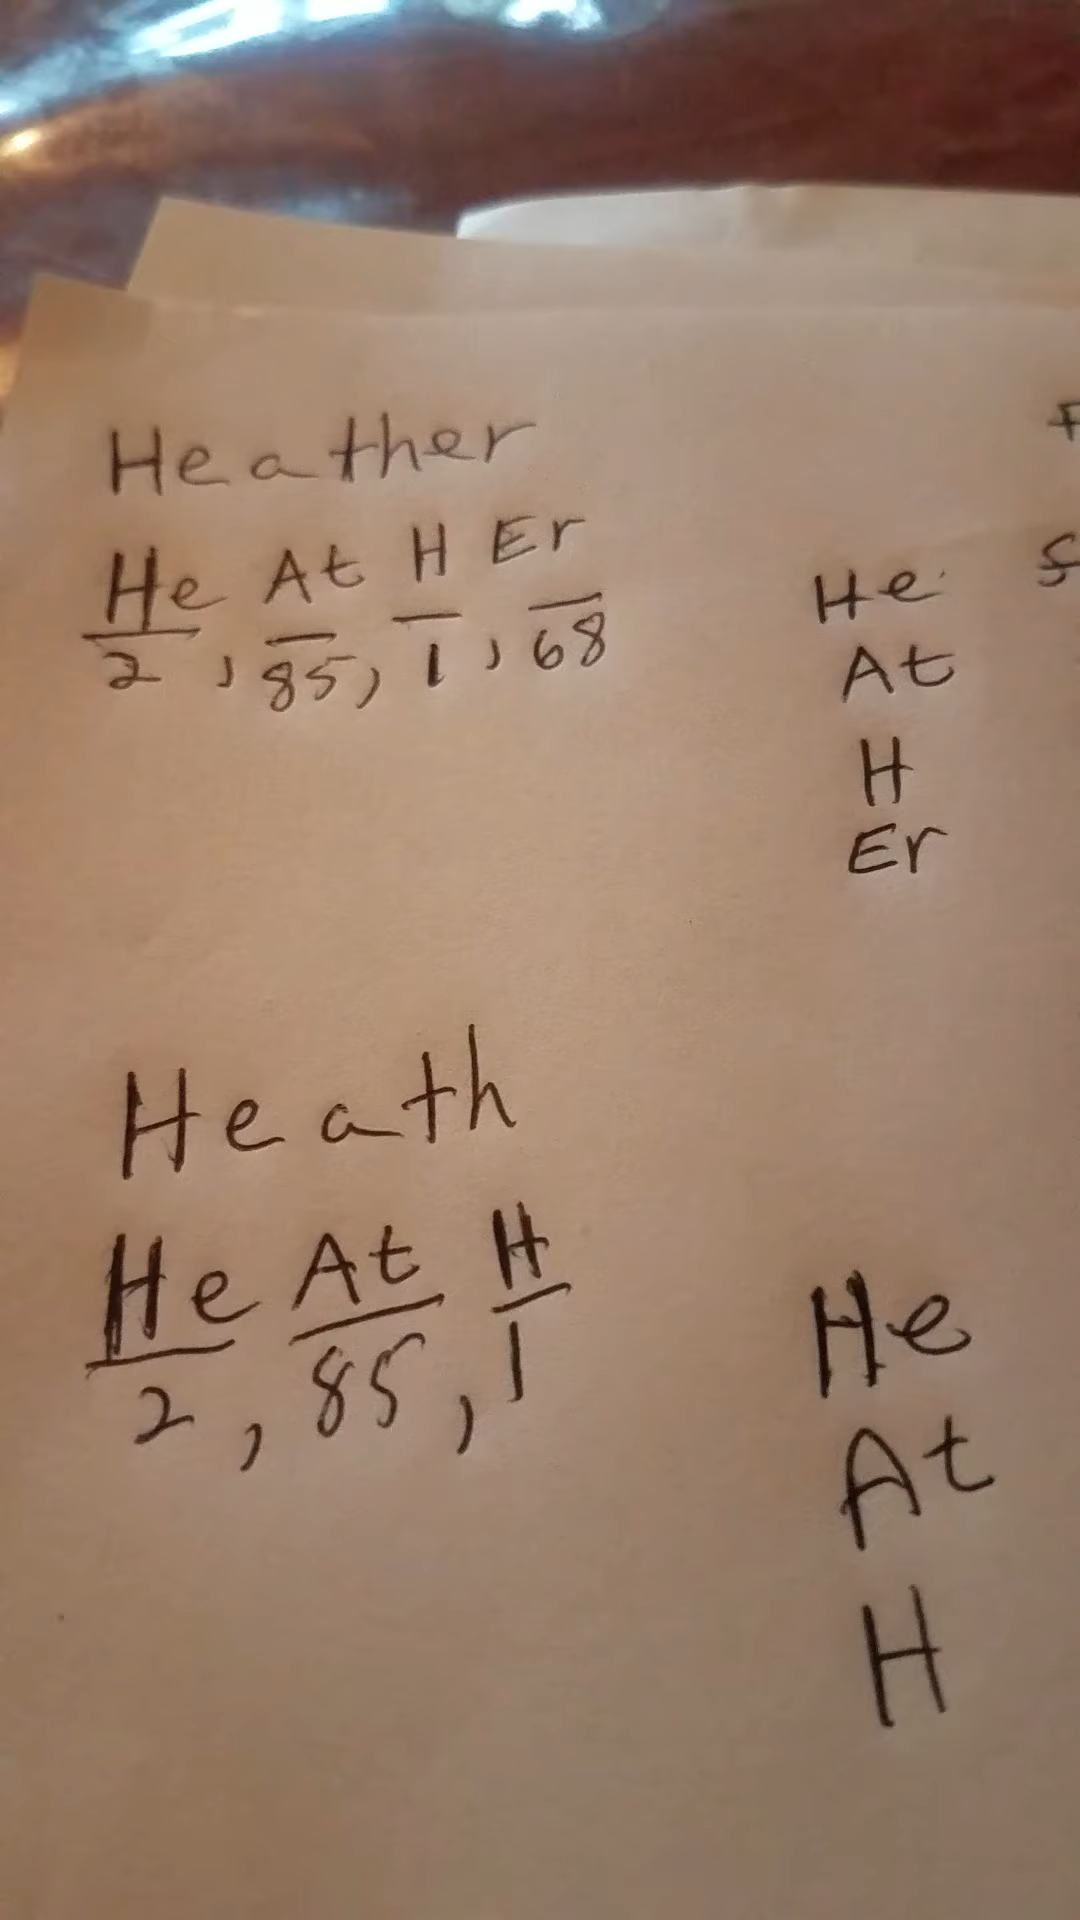 Heather
He At H Er
2, 85, 1, 68
He
At
H
Er
Heath
He At H
2, 85, 1
He
At
H